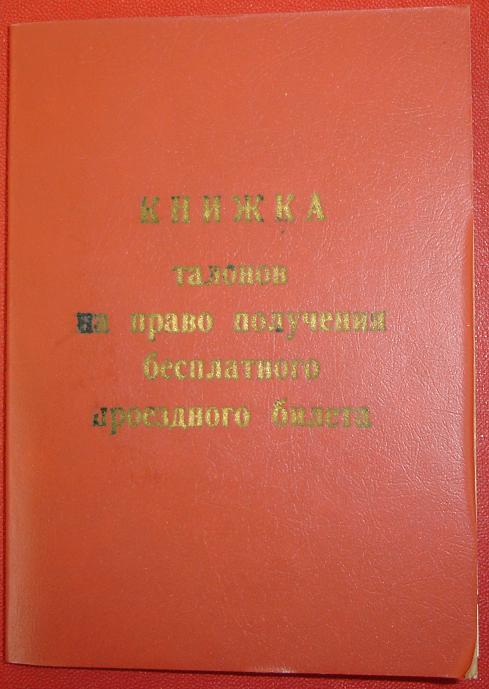 КНИЖКА
талонов
на право получения
бесплатного
проездного билета